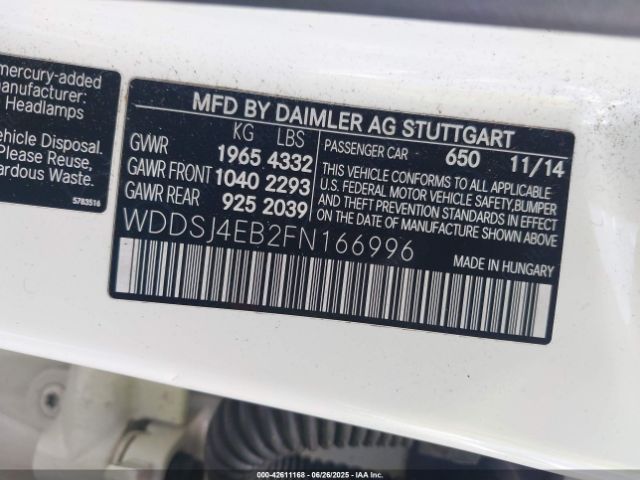 mercury-added
manufacturer:
Headlamps
Vehicle Disposal.
Please Reuse,
ardous Waste.
5783516
MFD BY DAIMLER AG STUTTGART
KG LBS
GVWR 1965 4332
GAWR FRONT 1040 2293
GAWR REAR 925 2039
PASSENGER CAR 650 11/14
THIS VEHICLE CONFORMS TO ALL APPLICABLE
U.S. FEDERAL MOTOR VEHICLE SAFETY,BUMPER
AND THEFT PREVENTION STANDARDS IN EFFECT
ON THE DATE OF MANUFACTURE SHOWN ABOVE.
WDDSJ4EB2FN166996
MADE IN HUNGARY
000-42611168 - 06/26/2025 - IAA Inc.